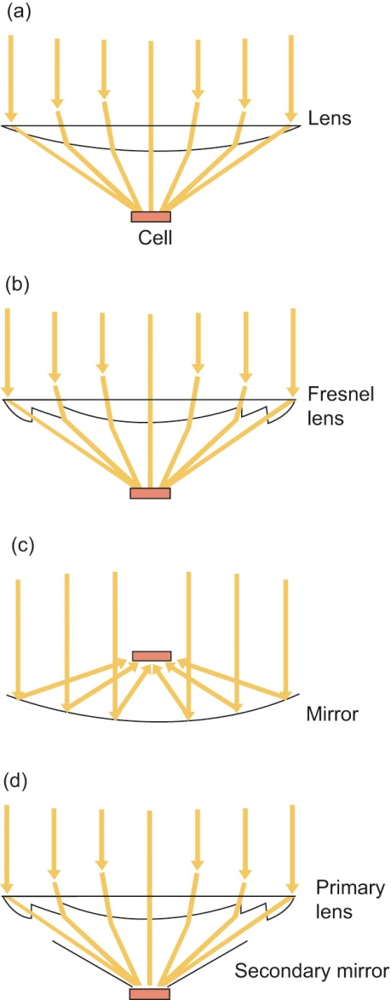 (a)
Lens
Cell
(b)
Fresnel
lens
(c)
Mirror
(d)
Primary
lens
Secondary mirror